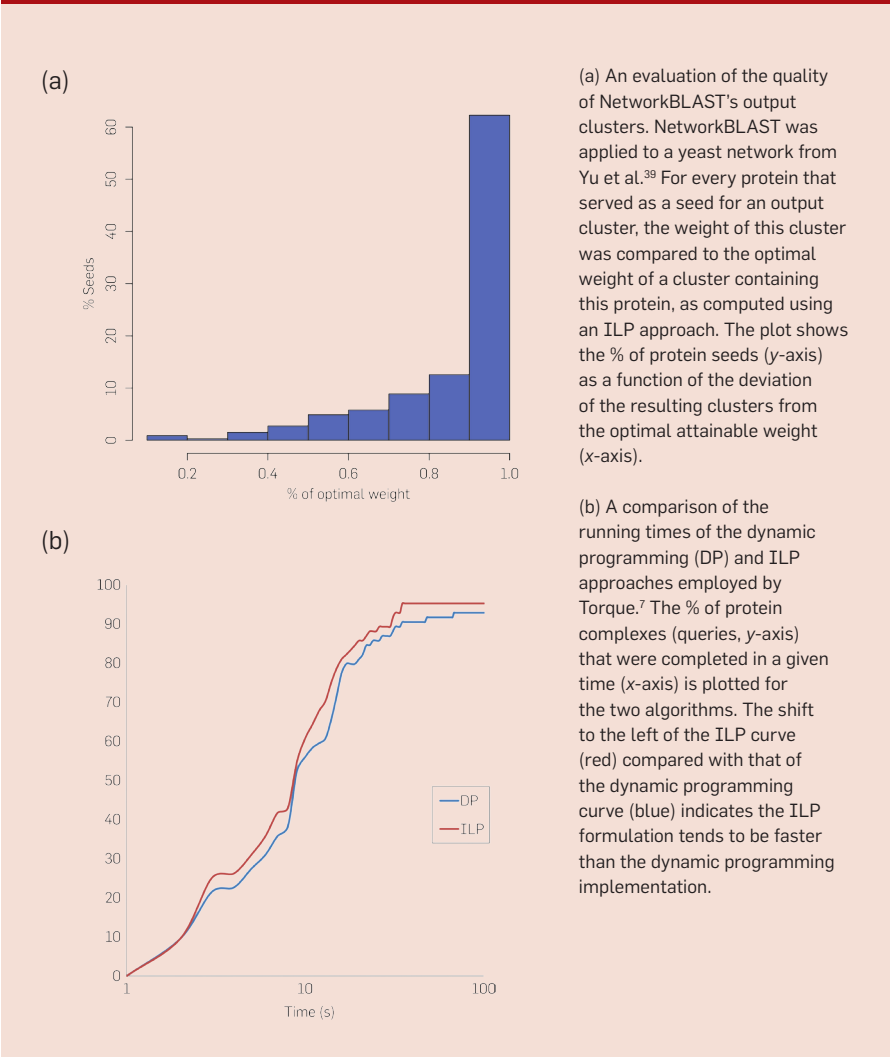 (a)
60
50
40
30
20
10
0
% Seeds
0.2 0.4 0.6 0.8 1.0
% of optimal weight
(a) An evaluation of the quality
of NetworkBLAST's output
clusters. NetworkBLAST was
applied to a yeast network from
Yu et al.³⁹ For every protein that
served as a seed for an output
cluster, the weight of this cluster
was compared to the optimal
weight of a cluster containing
this protein, as computed using
an ILP approach. The plot shows
the % of protein seeds (y-axis)
as a function of the deviation
of the resulting clusters from
the optimal attainable weight
(x-axis).
(b)
100
90
80
70
60
50
40
30
20
10
0
1 10 100
Time (s)
DP
ILP
(b) A comparison of the
running times of the dynamic
programming (DP) and ILP
approaches employed by
Torque.⁷ The % of protein
complexes (queries, y-axis)
that were completed in a given
time (x-axis) is plotted for
the two algorithms. The shift
to the left of the ILP curve
(red) compared with that of
the dynamic programming
curve (blue) indicates the ILP
formulation tends to be faster
than the dynamic programming
implementation.